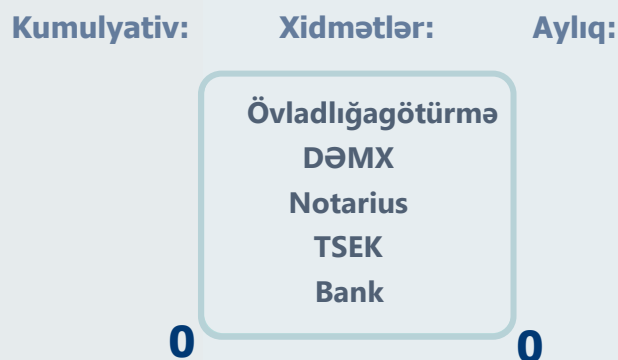 Kumulyativ: Xidmətlər: Aylıq:
Övladlığagötürmə
DƏMX
Notarius
TSEK
Bank
0 0